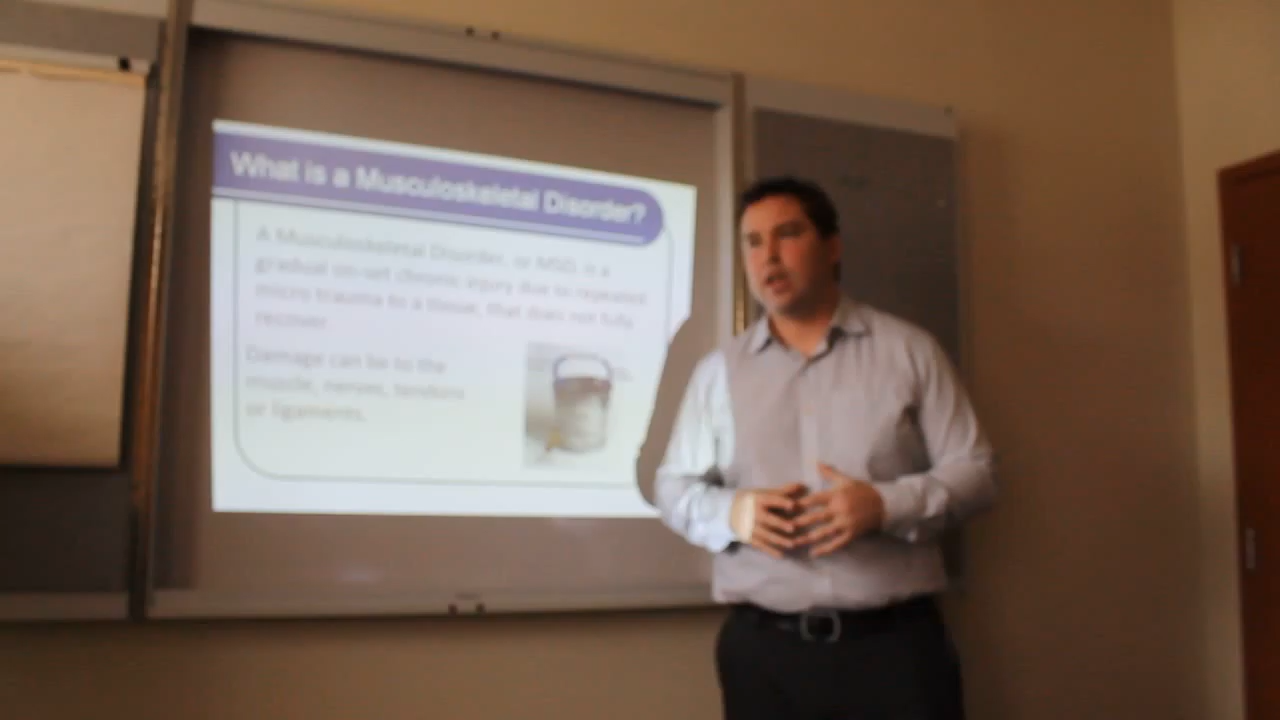 What is a Musculoskeletal Disorder?
A Musculoskeletal Disorder, or MSD, is a
gradual on-set chronic injury due to repeated
micro trauma to a tissue, that does not fully
recover.
Damage can be to the
muscle, nerves, tendons
or ligaments.